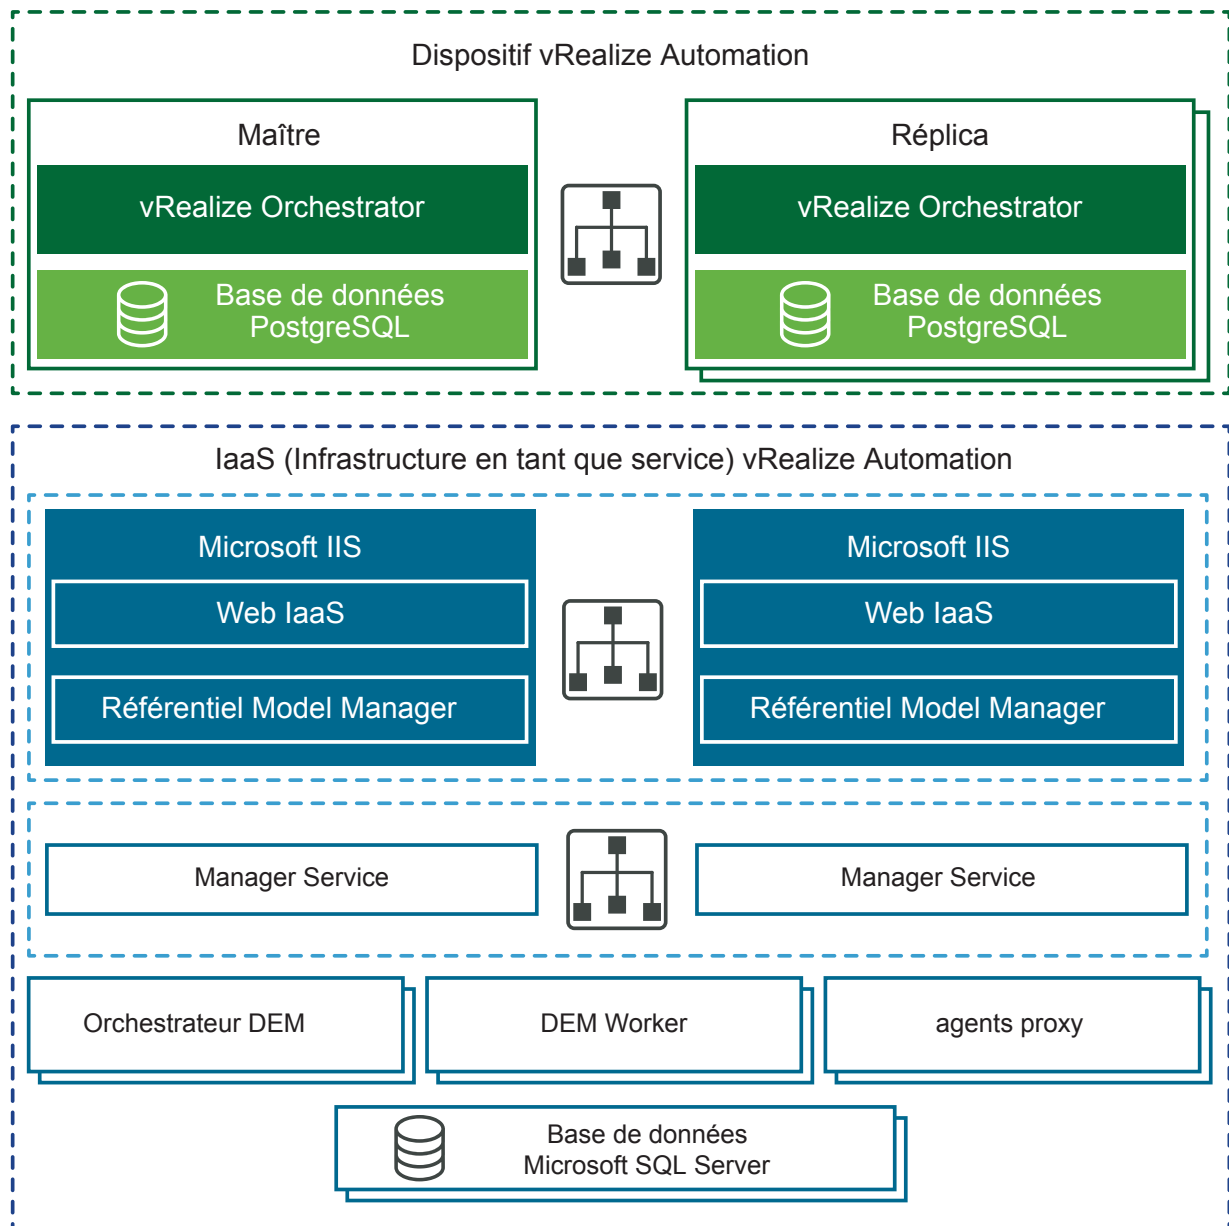 Dispositif vRealize Automation
Maître
Réplica
vRealize Orchestrator
vRealize Orchestrator
Base de données
PostgreSQL
Base de données
PostgreSQL
IaaS (Infrastructure en tant que service) vRealize Automation
Microsoft IIS
Microsoft IIS
Web IaaS
Web IaaS
Référentiel Model Manager
Référentiel Model Manager
Manager Service
Manager Service
Orchestrateur DEM
DEM Worker
agents proxy
Base de données
Microsoft SQL Server